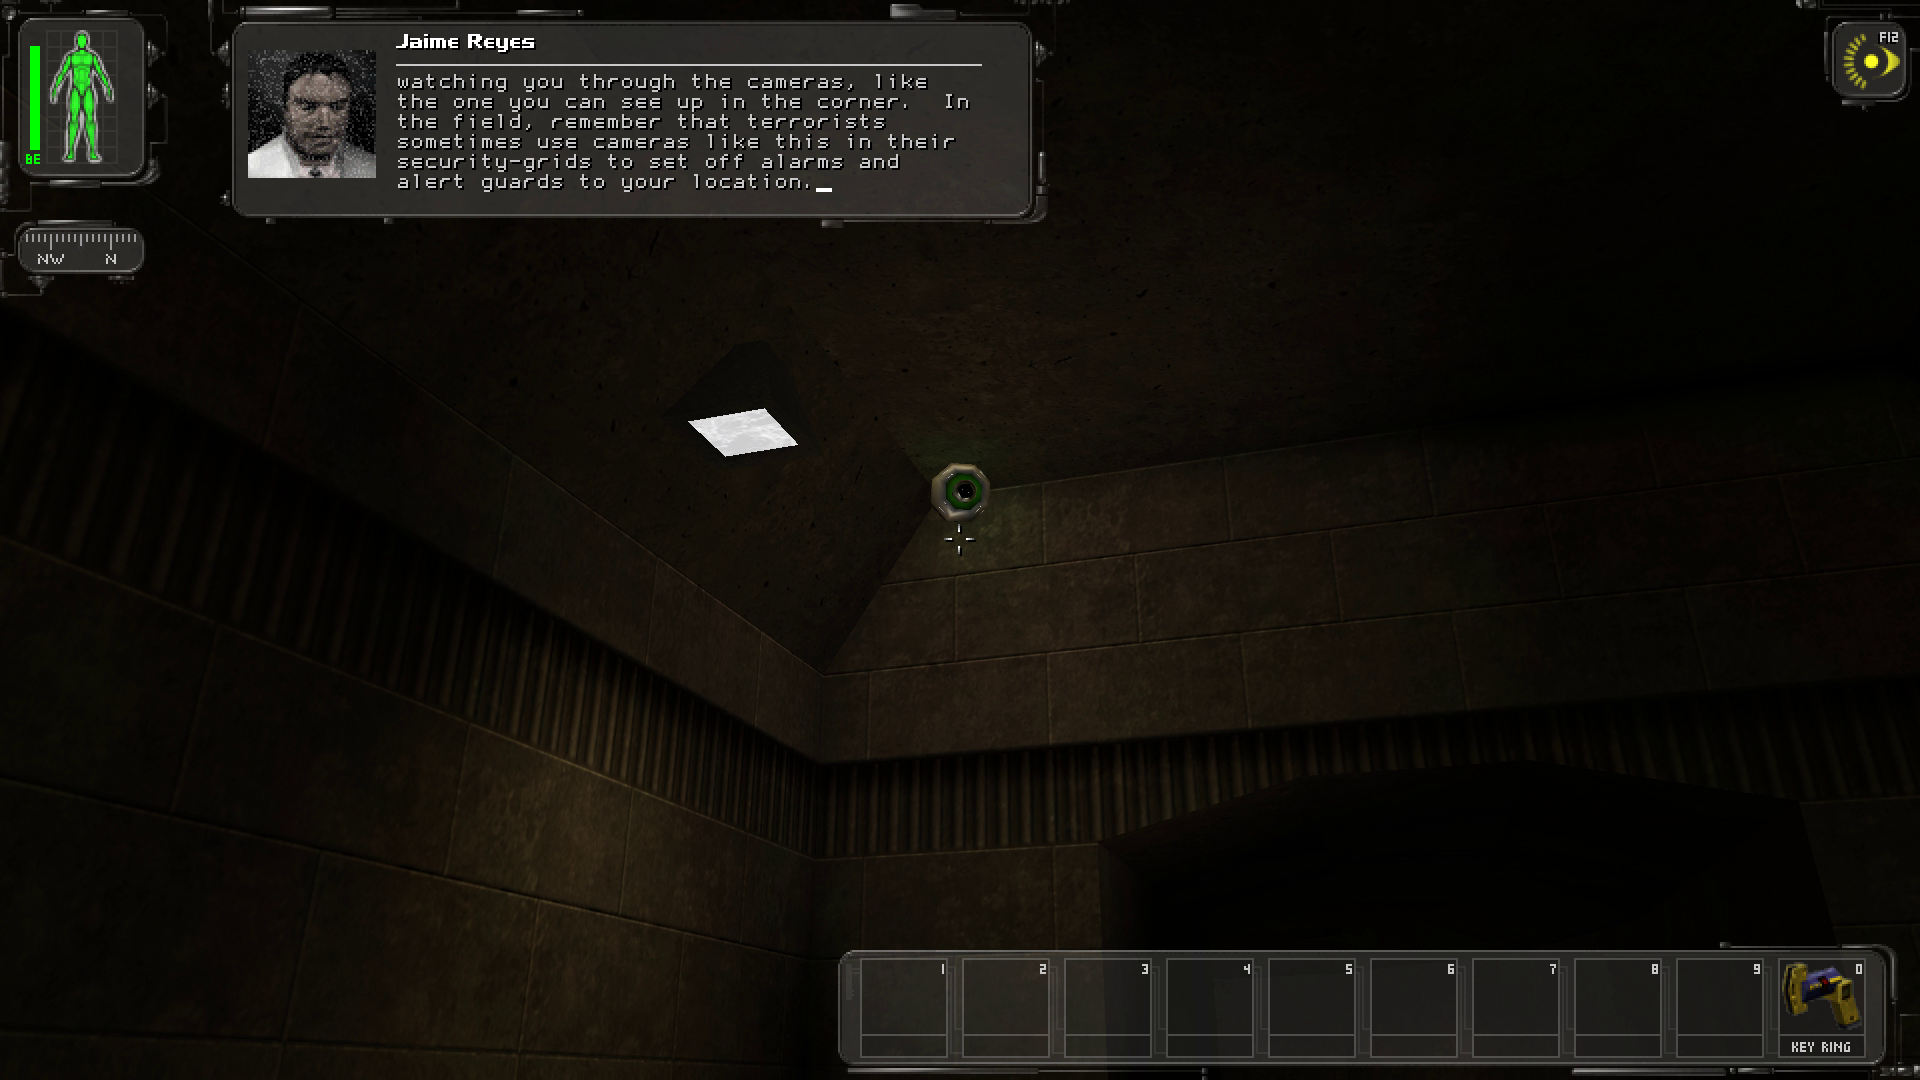 Jaime Reyes
watching you through the cameras, like
the one you can see up in the corner.  In
the field, remember that terrorists
sometimes use cameras like this in their
security-grids to set off alarms and
alert guards to your location.
F12
BE
NW N
1 2 3 4 5 6 7 8 9 0
KEY RING